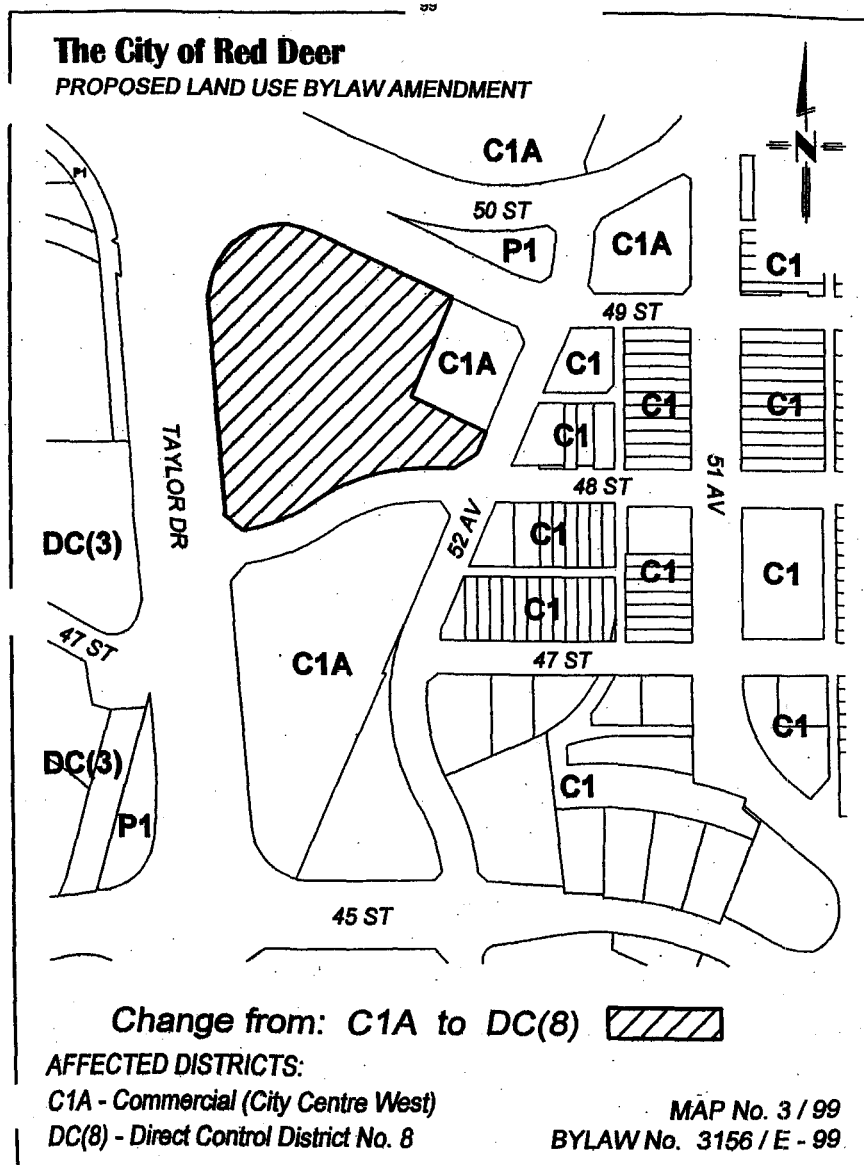 99
The City of Red Deer
PROPOSED LAND USE BYLAW AMENDMENT
N
P1
C1A
50 ST
P1
C1A
C1
49 ST
C1A
C1
C1
C1
C1
TAYLOR DR
51 AV
48 ST
52 AV
DC(3)
C1
C1
C1
C1
47 ST
47 ST
C1A
DC(3)
C1
C1
P1
45 ST
Change from: C1A to DC(8)
AFFECTED DISTRICTS:
C1A - Commercial (City Centre West)
DC(8) - Direct Control District No. 8
MAP No. 3 / 99
BYLAW No. 3156 / E - 99